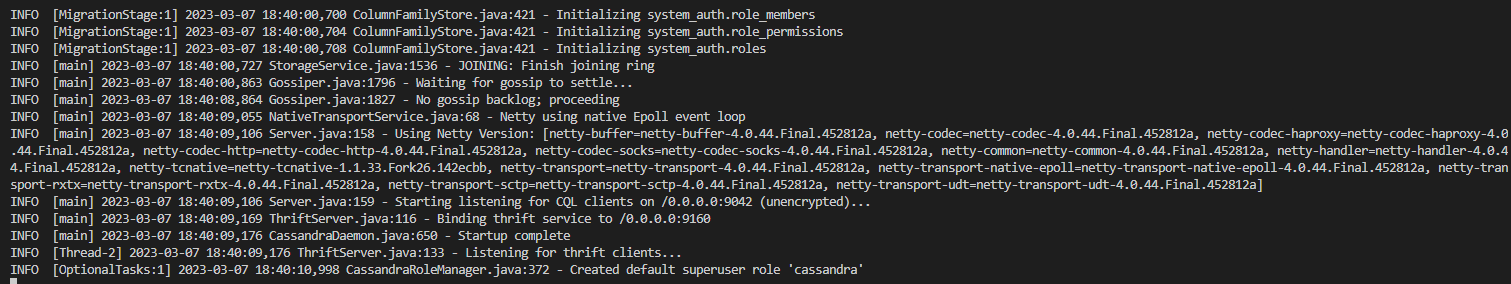 INFO  [MigrationStage:1] 2023-03-07 18:40:00,700 ColumnFamilyStore.java:421 - Initializing system_auth.role_members
INFO  [MigrationStage:1] 2023-03-07 18:40:00,704 ColumnFamilyStore.java:421 - Initializing system_auth.role_permissions
INFO  [MigrationStage:1] 2023-03-07 18:40:00,708 ColumnFamilyStore.java:421 - Initializing system_auth.roles
INFO  [main] 2023-03-07 18:40:00,727 StorageService.java:1536 - JOINING: Finish joining ring
INFO  [main] 2023-03-07 18:40:00,863 Gossiper.java:1796 - Waiting for gossip to settle...
INFO  [main] 2023-03-07 18:40:08,864 Gossiper.java:1827 - No gossip backlog; proceeding
INFO  [main] 2023-03-07 18:40:09,055 NativeTransportService.java:68 - Netty using native Epoll event loop
INFO  [main] 2023-03-07 18:40:09,106 Server.java:158 - Using Netty Version: [netty-buffer=netty-buffer-4.0.44.Final.452812a, netty-codec=netty-codec-4.0.44.Final.452812a, netty-codec-haproxy=netty-codec-haproxy-4.0
.44.Final.452812a, netty-codec-http=netty-codec-http-4.0.44.Final.452812a, netty-codec-socks=netty-codec-socks-4.0.44.Final.452812a, netty-common=netty-common-4.0.44.Final.452812a, netty-handler=netty-handler-4.0.4
4.Final.452812a, netty-tcnative=netty-tcnative-1.1.33.Fork26.142ecbb, netty-transport=netty-transport-4.0.44.Final.452812a, netty-transport-native-epoll=netty-transport-native-epoll-4.0.44.Final.452812a, netty-tran
sport-rxtx=netty-transport-rxtx-4.0.44.Final.452812a, netty-transport-sctp=netty-transport-sctp-4.0.44.Final.452812a, netty-transport-udt=netty-transport-udt-4.0.44.Final.452812a]
INFO  [main] 2023-03-07 18:40:09,106 Server.java:159 - Starting listening for CQL clients on /0.0.0.0:9042 (unencrypted)...
INFO  [main] 2023-03-07 18:40:09,169 ThriftServer.java:116 - Binding thrift service to /0.0.0.0:9160
INFO  [main] 2023-03-07 18:40:09,176 CassandraDaemon.java:650 - Startup complete
INFO  [Thread-2] 2023-03-07 18:40:09,176 ThriftServer.java:133 - Listening for thrift clients...
INFO  [OptionalTasks:1] 2023-03-07 18:40:10,998 CassandraRoleManager.java:372 - Created default superuser role 'cassandra'